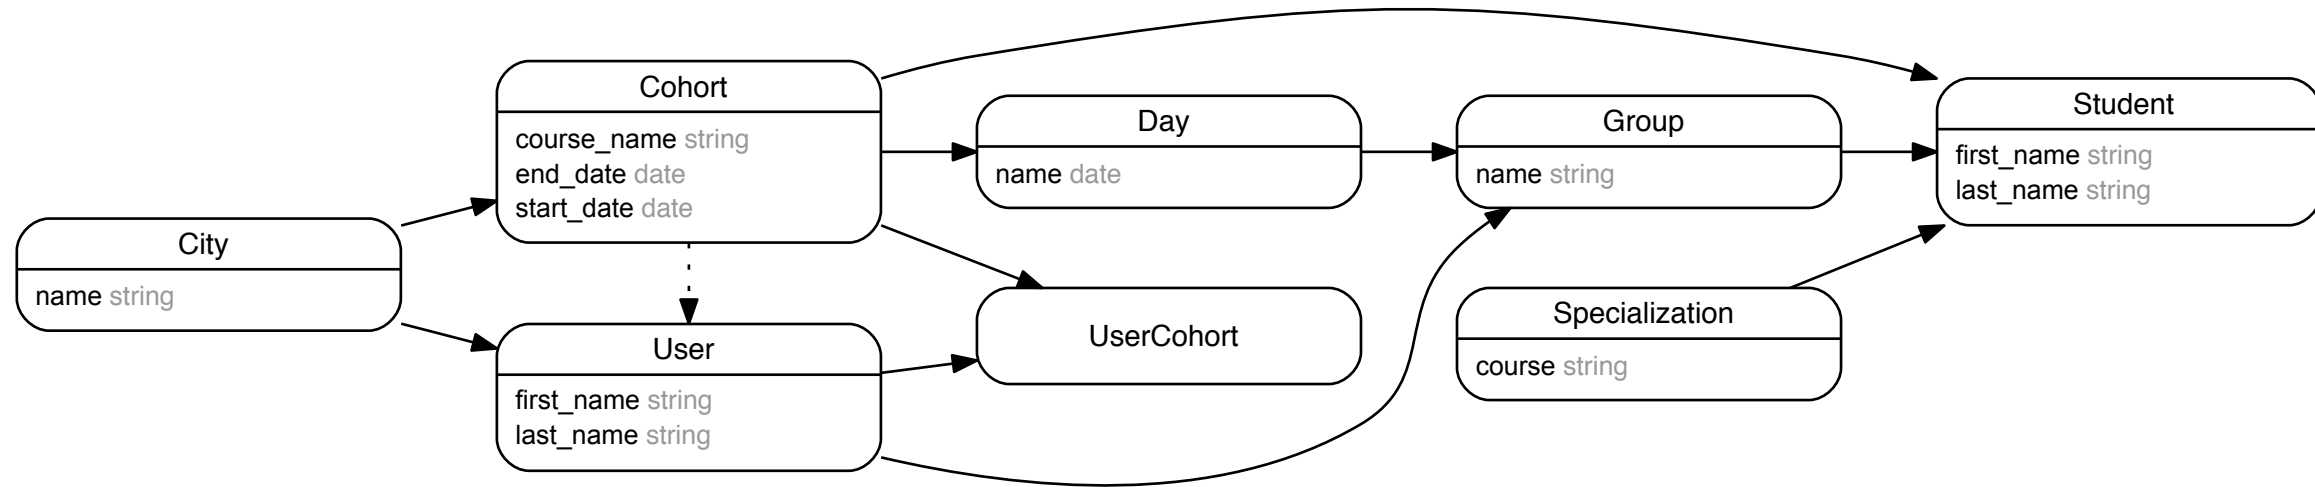 City
name string
Cohort
course_name string
end_date date
start_date date
User
first_name string
last_name string
Day
name date
UserCohort
Group
name string
Specialization
course string
Student
first_name string
last_name string